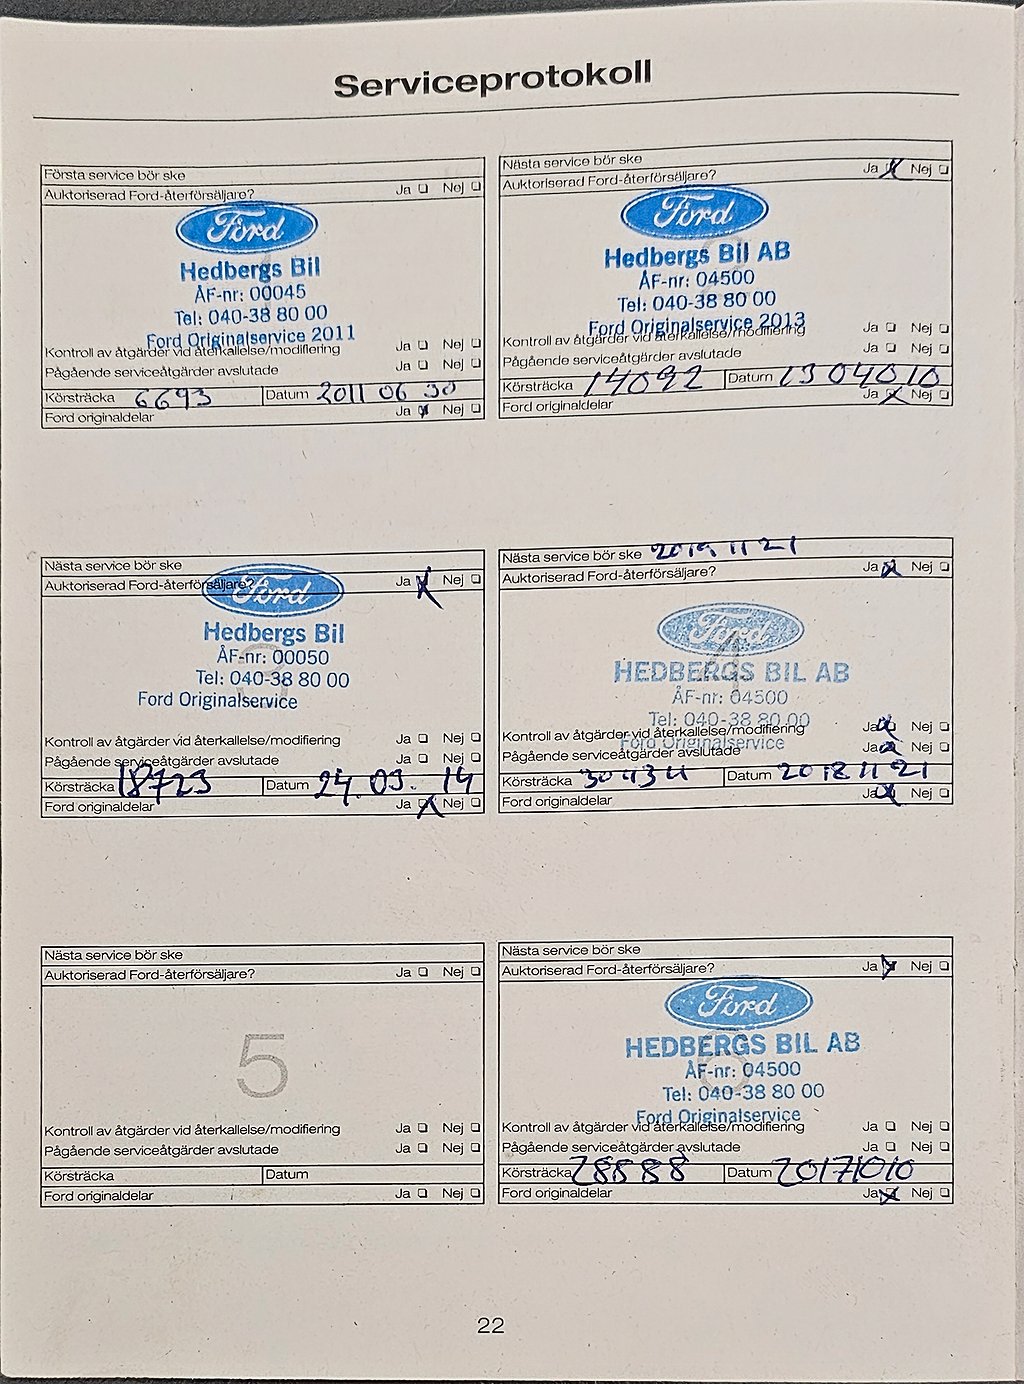 Serviceprotokoll
Första service bör ske
Auktoriserad Ford-återförsäljare? Ja Nej
Ford
Hedbergs Bil
ÅF-nr: 00045
Tel: 040-38 80 00
Ford Originalservice 2011
Kontroll av åtgärder vid återkallelse/modifiering Ja Nej
Pågående serviceåtgärder avslutade Ja Nej
Körsträcka 6693 Datum 2011 06 30
Ford originaldelar Ja Nej
Nästa service bör ske
Auktoriserad Ford-återförsäljare? Ja Nej
Ford
Hedbergs Bil AB
ÅF-nr: 04500
Tel: 040-38 80 00
Ford Originalservice 2013
Kontroll av åtgärder vid återkallelse/modifiering Ja Nej
Pågående serviceåtgärder avslutade Ja Nej
Körsträcka 14092 Datum 130410
Ford originaldelar Ja Nej
Nästa service bör ske
Auktoriserad Ford-återförsäljare? Ja Nej
Ford
Hedbergs Bil
3
ÅF-nr: 00050
Tel: 040-38 80 00
Ford Originalservice
Kontroll av åtgärder vid återkallelse/modifiering Ja Nej
Pågående serviceåtgärder avslutade Ja Nej
Körsträcka 18723 Datum 24.03.14
Ford originaldelar Ja Nej
Nästa service bör ske 2019 11 21
Auktoriserad Ford-återförsäljare? Ja Nej
Ford
4
HEDBERGS BIL AB
ÅF-nr: 04500
Tel: 040-38 80 00
Ford Originalservice
Kontroll av åtgärder vid återkallelse/modifiering Ja Nej
Pågående serviceåtgärder avslutade Ja Nej
Körsträcka Datum 2018 11 21
Ford originaldelar Ja Nej
Nästa service bör ske
Auktoriserad Ford-återförsäljare? Ja Nej
5
Kontroll av åtgärder vid återkallelse/modifiering Ja Nej
Pågående serviceåtgärder avslutade Ja Nej
Körsträcka Datum
Ford originaldelar Ja Nej
Nästa service bör ske
Auktoriserad Ford-återförsäljare? Ja Nej
Ford
HEDBERGS BIL AB
6
ÅF-nr: 04500
Tel: 040-38 80 00
Ford Originalservice
Kontroll av åtgärder vid återkallelse/modifiering Ja Nej
Pågående serviceåtgärder avslutade Ja Nej
Körsträcka 28888 Datum 20171010
Ford originaldelar Ja Nej
22